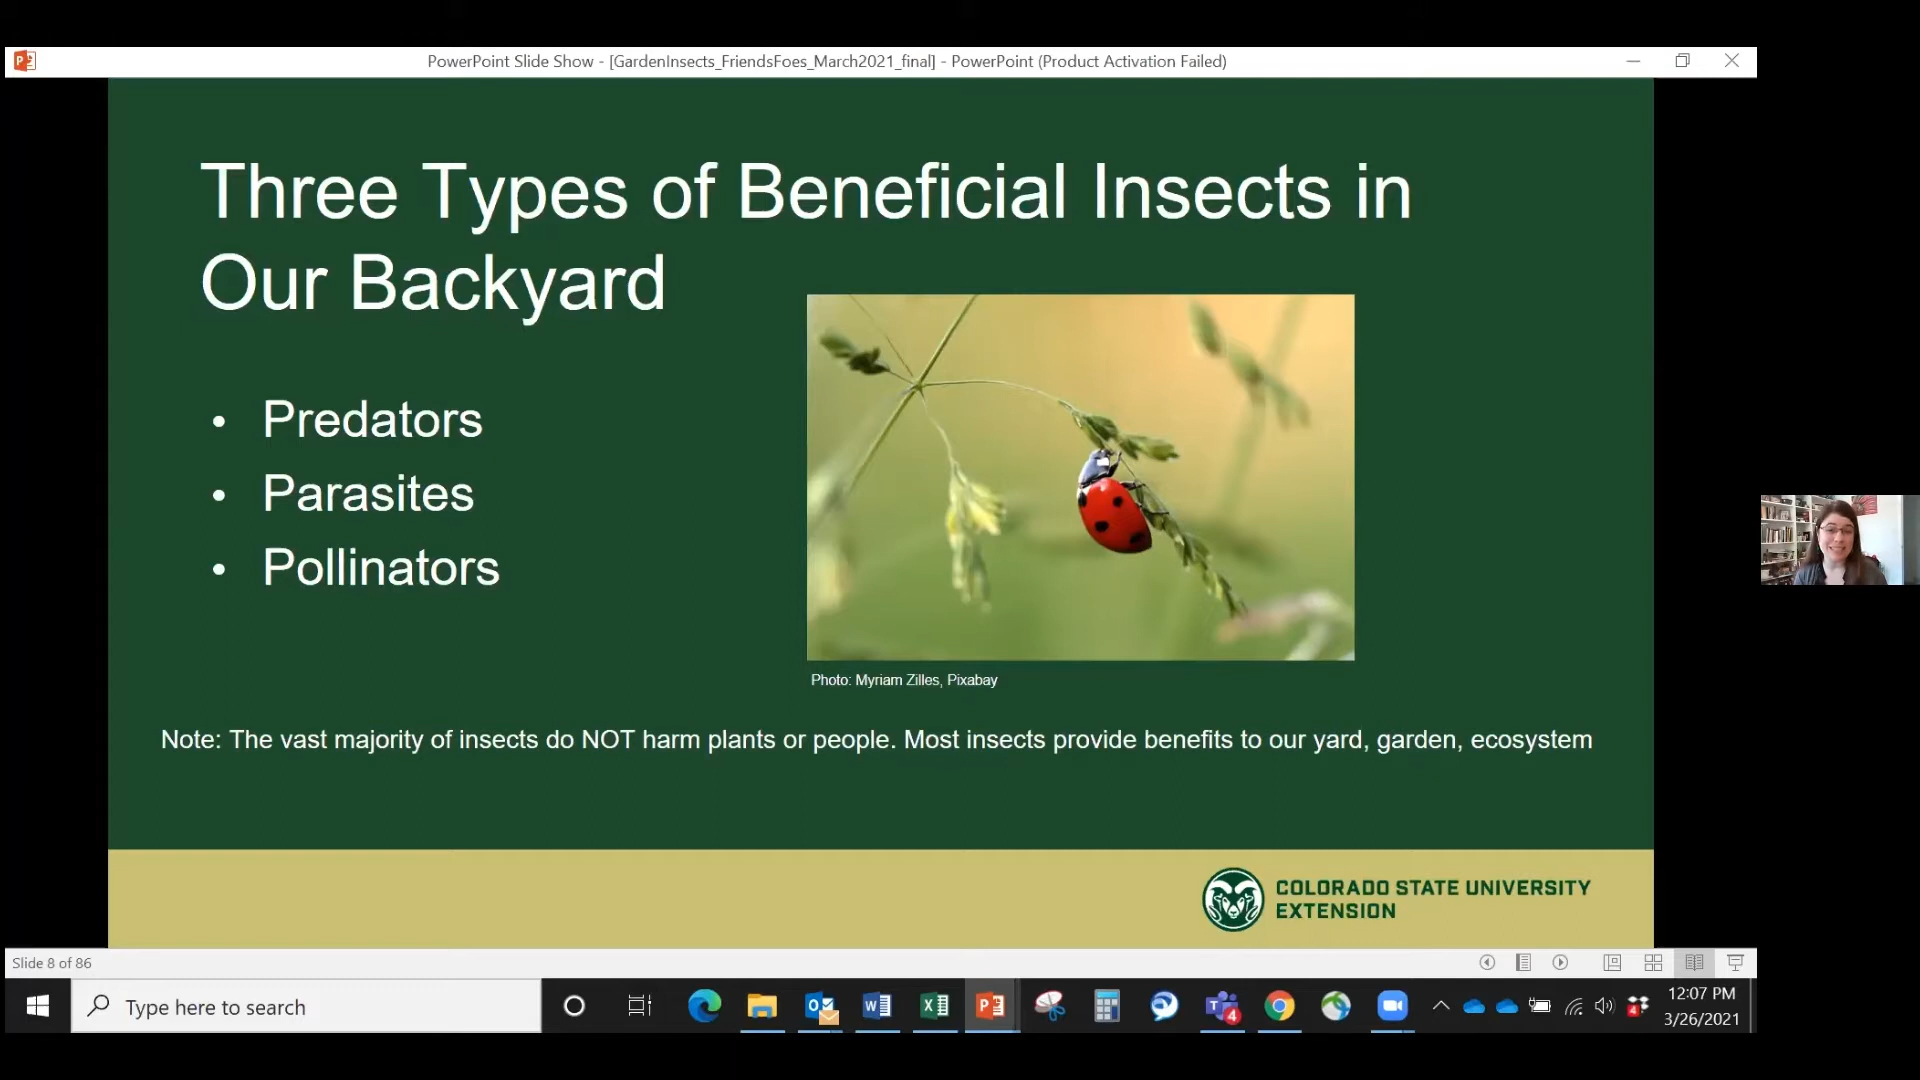 PowerPoint Slide Show - [GardenInsects_FriendsFoes_March2021_final] - PowerPoint (Product Activation Failed)
Three Types of Beneficial Insects in
Our Backyard
• Predators
• Parasites
• Pollinators
Photo: Myriam Zilles, Pixabay
Note: The vast majority of insects do NOT harm plants or people. Most insects provide benefits to our yard, garden, ecosystem
COLORADO STATE UNIVERSITY
EXTENSION
Slide 8 of 86
Type here to search
12:07 PM
3/26/2021